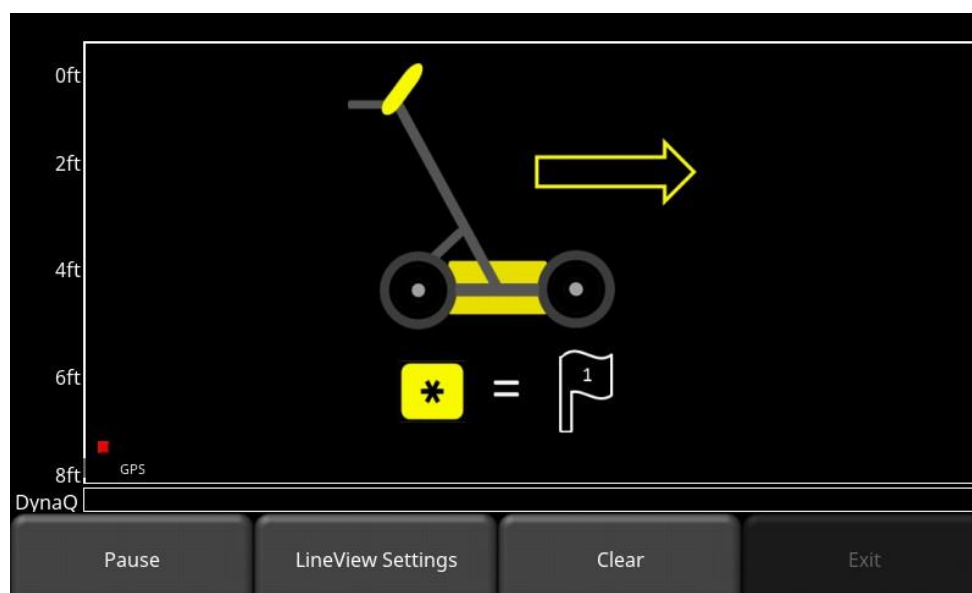 0ft
2ft
4ft
6ft
8ft
* = 1
GPS
DynaQ
Pause
LineView Settings
Clear
Exit